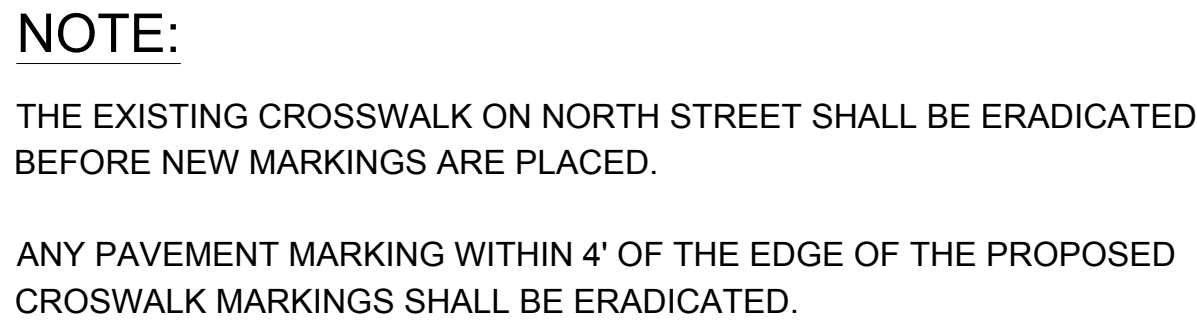 NOTE:
THE EXISTING CROSSWALK ON NORTH STREET SHALL BE ERADICATED
BEFORE NEW MARKINGS ARE PLACED.
ANY PAVEMENT MARKING WITHIN 4' OF THE EDGE OF THE PROPOSED
CROSWALK MARKINGS SHALL BE ERADICATED.